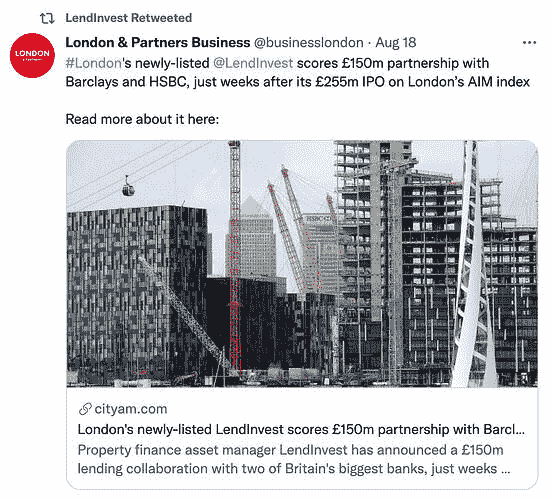 LendInvest Retweeted
LONDON
London & Partners Business @businesslondon · Aug 18
#London's newly-listed @LendInvest scores £150m partnership with
Barclays and HSBC, just weeks after its £255m IPO on London's AIM index
Read more about it here:
HSBC
cityam.com
London's newly-listed LendInvest scores £150m partnership with Barcl...
Property finance asset manager LendInvest has announced a £150m
lending collaboration with two of Britain's biggest banks, just weeks ...